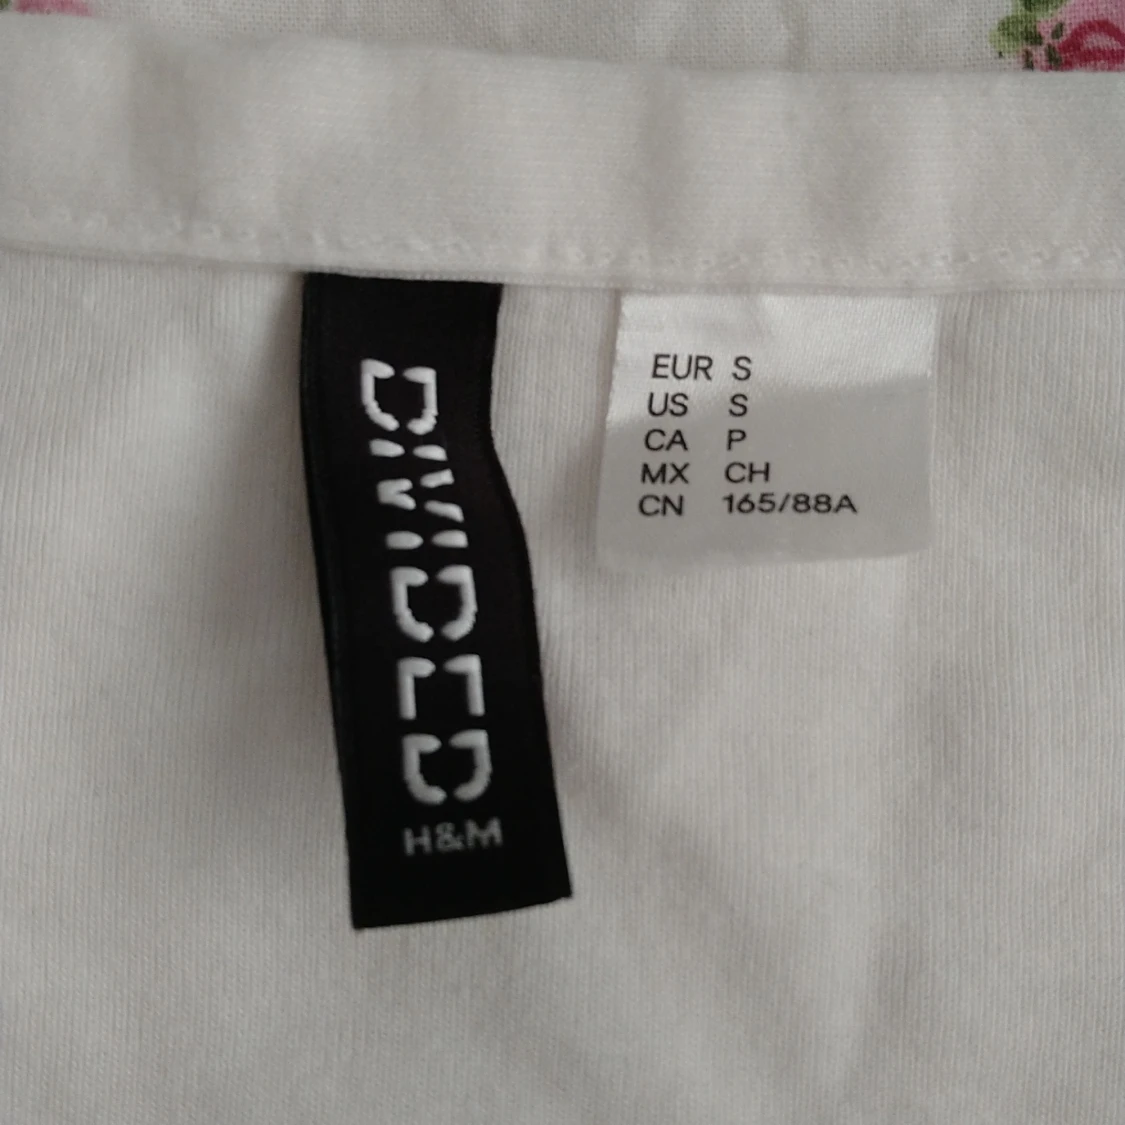 DIVIDED
H&M
EUR S
US S
CA P
MX CH
CN 165/88A